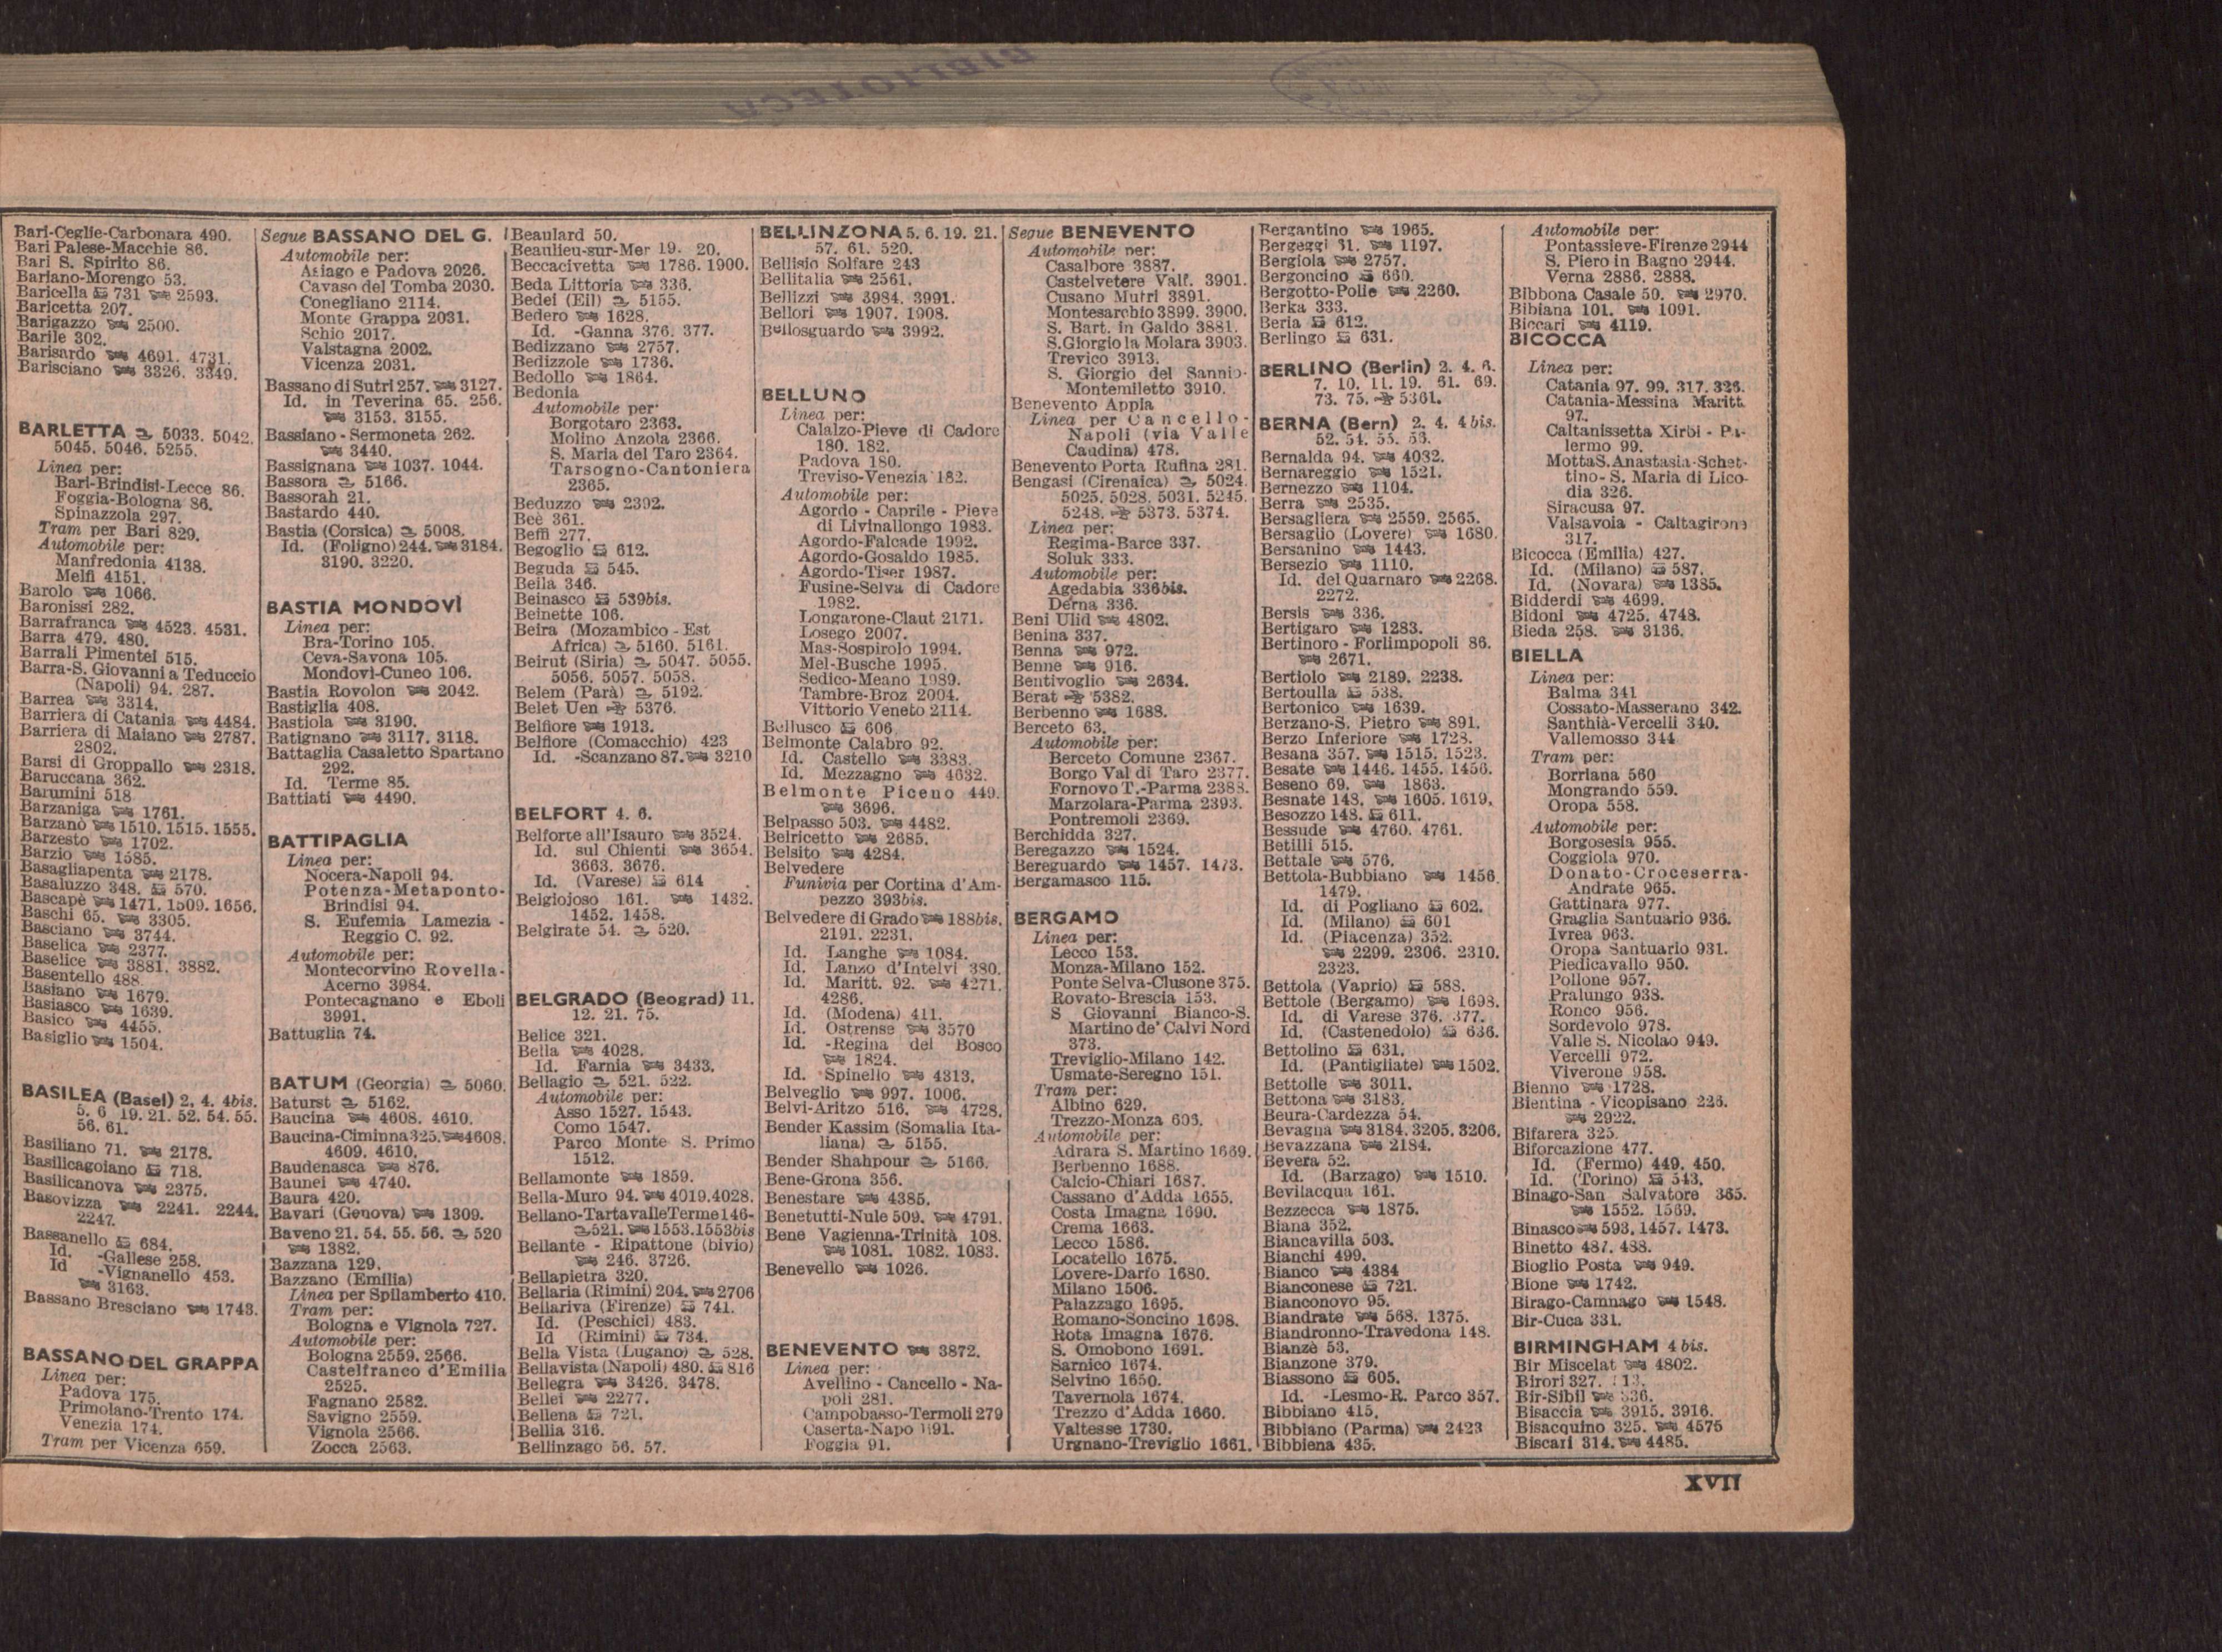 BIBLIOTECA
Bari-Ceglie-Carbonara 490.
Bari Palese-Macchie 86.
Bari S. Spirito 86.
Bariano-Morengo 53.
Baricella 731 2593.
Baricetta 207.
Barigazzo 2500.
Barile 302.
Barisardo 4691. 4731.
Barisciano 3326. 3349.
BARLETTA 5033. 5042.
5045. 5046. 5255.
Linea per:
Bari-Brindisi-Lecce 86.
Foggia-Bologna 86.
Spinazzola 297.
Tram per Bari 829.
Automobile per:
Manfredonia 4138.
Melfi 4151.
Barolo 1066.
Baronissi 282.
Barrafranca 4523. 4531.
Barra 479. 480.
Barrali Pimentel 515.
Barra-S. Giovanni a Teduccio
(Napoli) 94. 287.
Barrea 3314.
Barriera di Catania 4484.
Barriera di Maiano 2787.
2802.
Barsi di Groppallo 2318.
Baruccana 362.
Barumini 518
Barzaniga 1761.
Barzanò 1510. 1515. 1555.
Barzesto 1702.
Barzio 1585.
Basagliapenta 2178.
Basaluzzo 348. 570.
Bascapè 1471. 1509. 1656.
Baschi 65. 3305.
Basciano 3744.
Baselica 2377.
Baselice 3881. 3882.
Basentello 488.
Basiano 1679.
Basiasco 1639.
Basico 4455.
Basiglio 1504.
BASILEA (Basel) 2. 4. 4bis.
5. 6 19. 21. 52. 54. 55.
56. 61.
Basiliano 71. 2178.
Basilicagoiano 718.
Basilicanova 2375.
Basovizza 2241. 2244.
2247.
Bassanello 684.
Id. -Gallese 258.
Id -Vignanello 453.
3163.
Bassano Bresciano 1743.
BASSANO DEL GRAPPA
Linea per:
Padova 175.
Primolano-Trento 174.
Venezia 174.
Tram per Vicenza 659.
Segue BASSANO DEL G.
Automobile per:
Asiago e Padova 2026.
Cavaso del Tomba 2030.
Conegliano 2114.
Monte Grappa 2031.
Schio 2017.
Valstagna 2002.
Vicenza 2031.
Bassano di Sutri 257. 3127.
Id. in Teverina 65. 256.
3153. 3155.
Bassiano - Sermoneta 262.
3440.
Bassignana 1037. 1044.
Bassora 5166.
Bassorah 21.
Bastardo 440.
Bastia (Corsica) 5008.
Id. (Foligno) 244. 3184.
3190. 3220.
BASTIA MONDOVÌ
Linea per:
Bra-Torino 105.
Ceva-Savona 105.
Mondovì-Cuneo 106.
Bastia Rovolon 2042.
Bastiglia 408.
Bastiola 3190.
Batignano 3117. 3118.
Battaglia Casaletto Spartano
292.
Id. Terme 85.
Battiati 4490.
BATTIPAGLIA
Linea per:
Nocera-Napoli 94.
Potenza-Metaponto-
Brindisi 94.
S. Eufemia Lamezia -
Reggio C. 92.
Automobile per:
Montecorvino Rovella-
Acerno 3984.
Pontecagnano e Eboli
3991.
Battuglia 74.
BATUM (Georgia) 5060.
Baturst 5162.
Baucina 4608. 4610.
Baucina-Ciminna 325. 4608.
4609. 4610.
Baudenasca 876.
Baunei 4740.
Baura 420.
Bavari (Genova) 1309.
Baveno 21. 54. 55. 56. 520
1382.
Bazzana 129.
Bazzano (Emilia)
Linea per Spilamberto 410.
Tram per:
Bologna e Vignola 727.
Automobile per:
Bologna 2559. 2566.
Castelfranco d'Emilia
2525.
Fagnano 2582.
Savigno 2559.
Vignola 2566.
Zocca 2563.
Beaulard 50.
Beaulieu-sur-Mer 19. 20.
Beccacivetta 1786. 1900.
Beda Littoria 336.
Bedei (Eil) 5155.
Bedero 1628.
Id. -Ganna 376. 377.
Bedizzano 2757.
Bedizzole 1736.
Bedollo 1864.
Bedonia
Automobile per:
Borgotaro 2363.
Molino Anzola 2366.
S. Maria del Taro 2364.
Tarsogno-Cantoniera
2365.
Beduzzo 2392.
Beè 361.
Beffi 277.
Begoglio 612.
Beguda 545.
Beila 346.
Beinasco 539bis.
Beinette 106.
Beira (Mozambico - Est
Africa) 5160. 5161.
Beirut (Siria) 5047. 5055.
5056. 5057. 5058.
Belem (Parà) 5192.
Belet Uen 5376.
Belfiore 1913.
Belfiore (Comacchio) 423
Id. -Scanzano 87. 3210
BELFORT 4. 6.
Belforte all'Isauro 3524.
Id. sul Chienti 3654.
3663. 3676.
Id. (Varese) 614
Belgiojoso 161. 1432.
1452. 1458.
Belgirate 54. 520.
BELGRADO (Beograd) 11.
12. 21. 75.
Belice 321.
Bella 4028.
Id. Farnia 3433.
Bellagio 521. 522.
Automobile per:
Asso 1527. 1543.
Como 1547.
Parco Monte S. Primo
1512.
Bellamonte 1859.
Bella-Muro 94. 4019. 4028.
Bellano-Tartavalle Terme 146-
521. 1553. 1553bis
Bellante - Ripattone (bivio)
246. 3726.
Bellapietra 320.
Bellaria (Rimini) 204. 2706
Bellariva (Firenze) 741.
Id. (Peschici) 483.
Id (Rimini) 734.
Bella Vista (Lugano) 528.
Bellavista (Napoli) 480. 816
Bellegra 3426. 3478.
Bellei 2277.
Bellena 721.
Bellia 316.
Bellinzago 56. 57.
BELLINZONA 5. 6. 19. 21.
57. 61. 520.
Bellisio Solfare 243
Bellitalia 2561.
Bellizzi 3984. 3991.
Bellori 1907. 1908.
Bellosguardo 3992.
BELLUNO
Linea per:
Calalzo-Pieve di Cadore
180. 182.
Padova 180.
Treviso-Venezia 182.
Automobile per:
Agordo - Caprile - Pieve
di Livinallongo 1983.
Agordo-Falcade 1992.
Agordo-Gosaldo 1985.
Agordo-Tiser 1987.
Fusine-Selva di Cadore
1982.
Longarone-Claut 2171.
Losego 2007.
Mas-Sospirolo 1994.
Mel-Busche 1995.
Sedico-Meano 1989.
Tambre-Broz 2004.
Vittorio Veneto 2114.
Bellusco 606.
Belmonte Calabro 92.
Id. Castello 3383.
Id. Mezzagno 4632.
Belmonte Piceno 449.
3696.
Belpasso 503. 4482.
Belricetto 2685.
Belsito 4284.
Belvedere
Funivia per Cortina d'Am-
pezzo 393bis.
Belvedere di Grado 188bis.
2191. 2231.
Id. Langhe 1084.
Id. Lanzo d'Intelvi 380.
Id. Maritt. 92. 4271.
4286.
Id. (Modena) 411.
Id. Ostrense 3570
Id. -Regina del Bosco
1824.
Id. Spinello 4313.
Belveglio 997. 1006.
Belvì-Aritzo 516. 4728.
Bender Kassim (Somalia Ita-
liana) 5155.
Bender Shahpour 5166.
Bene-Grona 356.
Benestare 4385.
Benetutti-Nule 509. 4791.
Bene Vagienna-Trinità 108.
1081. 1082. 1083.
Benevello 1026.
BENEVENTO 3872.
Linea per:
Avellino - Cancello - Na-
poli 281.
Campobasso-Termoli 279
Caserta-Napo 91.
Foggia 91.
Segue BENEVENTO
Automobile per:
Casalbore 3887.
Castelvetere Valf. 3901.
Cusano Mutri 3891.
Montesarchio 3899. 3900.
S. Bart. in Galdo 3881.
S. Giorgio la Molara 3903.
Trevico 3913.
S. Giorgio del Sannio-
Montemiletto 3910.
Benevento Appia
Linea per Cancello-
Napoli (via Valle
Caudina) 478.
Benevento Porta Rufina 281.
Bengasi (Cirenaica) 5024.
5025. 5028. 5031. 5245.
5248. 5373. 5374.
Linea per:
Regima-Barce 337.
Soluk 333.
Automobile per:
Agedabia 336bis.
Derna 336.
Beni Ulid 4802.
Benina 337.
Benna 972.
Benne 916.
Bentivoglio 2634.
Berat 5382.
Berbenno 1688.
Berceto 63.
Automobile per:
Berceto Comune 2367.
Borgo Val di Taro 2377.
Fornovo T.-Parma 2388.
Marzolara-Parma 2393.
Pontremoli 2369.
Berchidda 327.
Beregazzo 1524.
Bereguardo 1457. 1473.
Bergamasco 115.
BERGAMO
Linea per:
Lecco 153.
Monza-Milano 152.
Ponte Selva-Clusone 375.
Rovato-Brescia 153.
S Giovanni Bianco-S.
Martino de' Calvi Nord
373.
Treviglio-Milano 142.
Usmate-Seregno 151.
Tram per:
Albino 629.
Trezzo-Monza 603.
Automobile per:
Adrara S. Martino 1669.
Berbenno 1688.
Calcio-Chiari 1687.
Cassano d'Adda 1655.
Costa Imagna 1690.
Crema 1663.
Lecco 1586.
Locatello 1675.
Lovere-Darfo 1680.
Milano 1506.
Palazzago 1695.
Romano-Soncino 1698.
Rota Imagna 1676.
S. Omobono 1691.
Sarnico 1674.
Selvino 1650.
Tavernola 1674.
Trezzo d'Adda 1660.
Valtesse 1730.
Urgnano-Treviglio 1661.
Bergantino 1965.
Bergeggi 31. 1197.
Bergiola 2757.
Bergoncino 660.
Bergotto-Polie 2260.
Berka 333.
Berla 612.
Berlingo 631.
BERLINO (Berlin) 2. 4. 6.
7. 10. 11. 19. 61. 69.
73. 75. 5361.
BERNA (Bern) 2. 4. 4bis.
52. 54. 55. 56.
Bernalda 94. 4032.
Bernareggio 1521.
Bernezzo 1104.
Berra 2535.
Bersagliera 2559. 2565.
Bersaglio (Lovere) 1680.
Bersanino 1443.
Bersezio 1110.
Id. del Quarnaro 2268.
2272.
Bersis 336.
Bertigaro 1283.
Bertinoro - Forlimpopoli 86.
2671.
Bertiolo 2189. 2238.
Bertoulla 538.
Bertonico 1639.
Berzano-S. Pietro 891.
Berzo Inferiore 1728.
Besana 357. 1515. 1523.
Besate 1446. 1455. 1456.
Beseno 69. 1863.
Besnate 148. 1605. 1619.
Besozzo 148. 611.
Bessude 4760. 4761.
Betilli 515.
Bettale 576.
Bettola-Bubbiano 1456.
1479.
Id. di Pogliano 602.
Id. (Milano) 601
Id. (Piacenza) 352.
2299. 2306. 2310.
2323.
Bettola (Vaprio) 588.
Bettole (Bergamo) 1698.
Id. di Varese 376. 377.
Id. (Castenedolo) 636.
Bettolino 631.
Id. (Pantigliate) 1502.
Bettolle 3011.
Bettona 3183.
Beura-Cardezza 54.
Bevagna 3184. 3205. 3206.
Bevazzana 2184.
Bevera 52.
Id. (Barzago) 1510.
Bevilacqua 161.
Bezzecca 1875.
Biana 352.
Biancavilla 503.
Bianchi 499.
Bianco 4384
Bianconese 721.
Bianconovo 95.
Biandrate 568. 1375.
Biandronno-Travedona 148.
Bianzè 53.
Bianzone 379.
Biassono 605.
Id. -Lesmo-R. Parco 357.
Bibbiano 415.
Bibbiano (Parma) 2423
Bibbiena 435.
Automobile per:
Pontassieve-Firenze 2944
S. Piero in Bagno 2944.
Verna 2886. 2888.
Bibbona Casale 50. 2970.
Bibiana 101. 1091.
Biccari 4119.
BICOCCA
Linea per:
Catania 97. 99. 317. 326.
Catania-Messina Maritt.
97.
Caltanissetta Xirbi - Pa-
lermo 99.
Motta S. Anastasia-Schet-
tino- S. Maria di Lico-
dia 326.
Siracusa 97.
Valsavoia - Caltagirone
317.
Bicocca (Emilia) 427.
Id. (Milano) 587.
Id. (Novara) 1385.
Bidderdi 4699.
Bidoni 4725. 4748.
Bieda 258. 3136.
BIELLA
Linea per:
Balma 341
Cossato-Masserano 342.
Santhià-Vercelli 340.
Vallemosso 344
Tram per:
Borriana 560
Mongrando 559.
Oropa 558.
Automobile per:
Borgosesia 955.
Coggiola 970.
Donato-Croceserra-
Andrate 965.
Gattinara 977.
Graglia Santuario 936.
Ivrea 963.
Oropa Santuario 931.
Piedicavallo 950.
Pollone 957.
Pralungo 938.
Ronco 956.
Sordevolo 978.
Valle S. Nicolao 949.
Vercelli 972.
Viverone 958.
Bienno 1728.
Bientina - Vicopisano 226.
2922.
Bifarera 325.
Biforcazione 477.
Id. (Fermo) 449. 450.
Id. (Torino) 543.
Binago-San Salvatore 365.
1552. 1569.
Binasco 593. 1457. 1473.
Binetto 487. 488.
Bioglio Posta 949.
Bione 1742.
Birago-Camnago 1548.
Bir-Cuca 331.
BIRMINGHAM 4 bis.
Bir Miscelat 4802.
Birori 327.
Bir-Sibil 336.
Bisaccia 3915. 3916.
Bisacquino 325. 4575
Biscari 314. 4485.
XVII